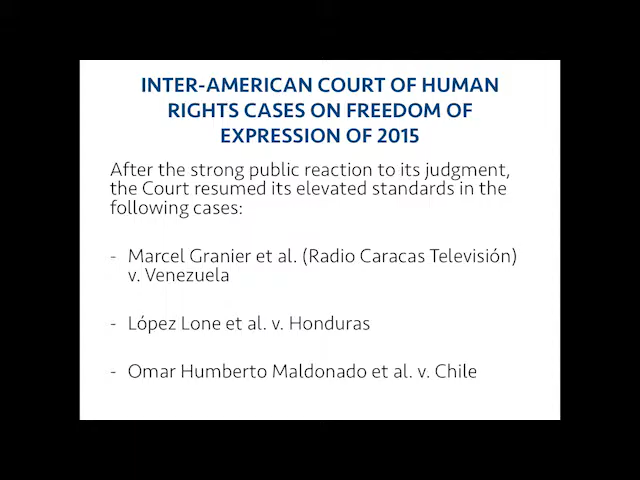 INTER-AMERICAN COURT OF HUMAN
RIGHTS CASES ON FREEDOM OF
EXPRESSION OF 2015
After the strong public reaction to its judgment,
the Court resumed its elevated standards in the
following cases:
- Marcel Granier et al. (Radio Caracas Televisión)
v. Venezuela
- López Lone et al. v. Honduras
- Omar Humberto Maldonado et al. v. Chile